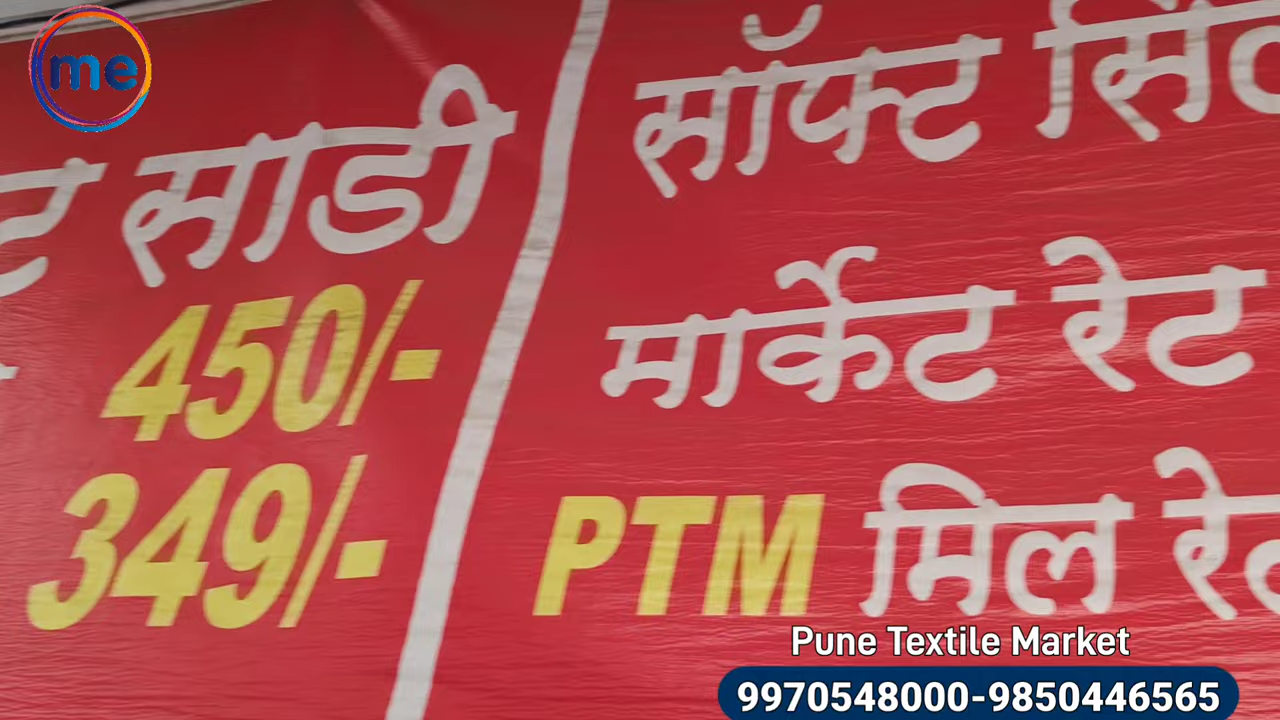 me
साडी
450/-
349/-
सॉफ्ट
मार्केट रेट
PTM मिल
Pune Textile Market
9970548000-9850446565